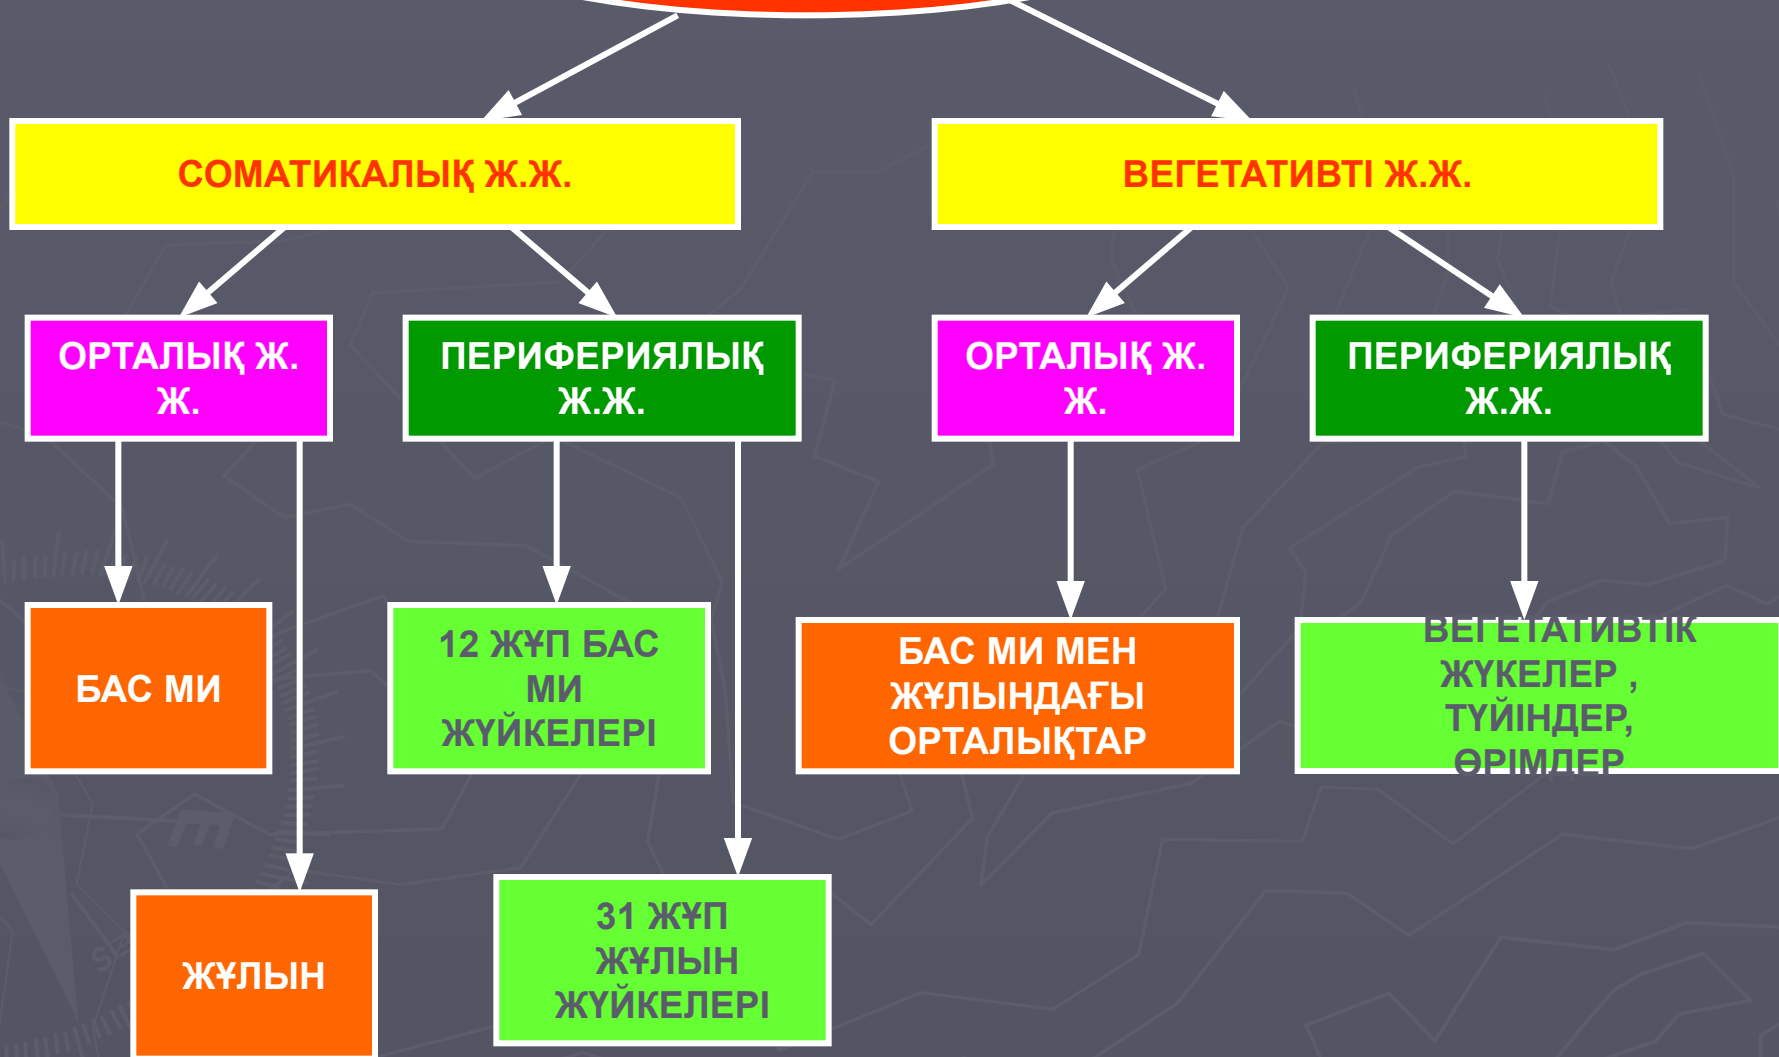 СОМАТИКАЛЫҚ Ж.Ж.
ВЕГЕТАТИВТІ Ж.Ж.
ОРТАЛЫҚ Ж.
Ж.
ПЕРИФЕРИЯЛЫҚ
Ж.Ж.
ОРТАЛЫҚ Ж.
Ж.
ПЕРИФЕРИЯЛЫҚ
Ж.Ж.
БАС МИ
12 ЖҰП БАС
МИ
ЖҮЙКЕЛЕРІ
БАС МИ МЕН
ЖҰЛЫНДАҒЫ
ОРТАЛЫҚТАР
ВЕГЕТАТИВТІК
ЖҮКЕЛЕР ,
ТҮЙІНДЕР,
ӨРІМДЕР
ЖҰЛЫН
31 ЖҰП
ЖҰЛЫН
ЖҮЙКЕЛЕРІ
E